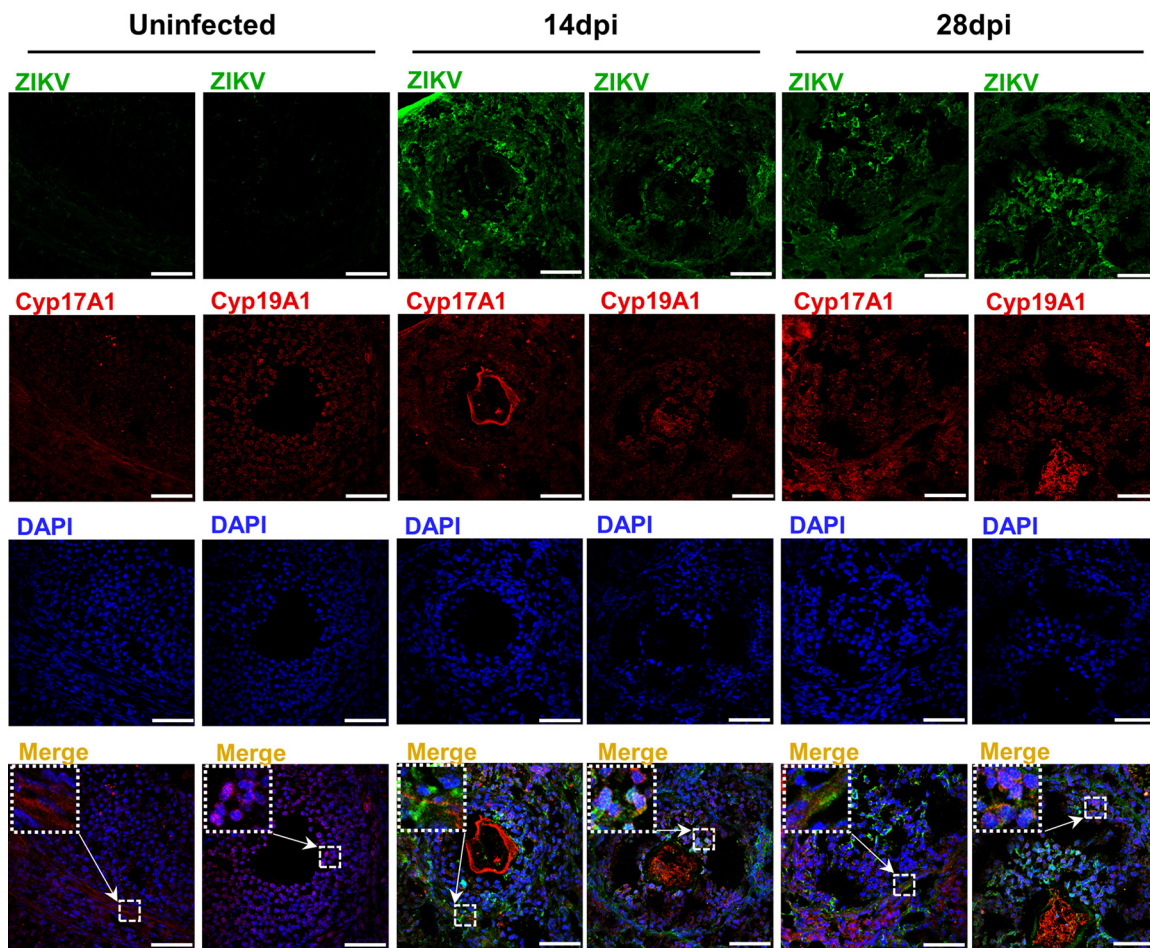 Uninfected 14dpi 28dpi
ZIKV ZIKV ZIKV ZIKV ZIKV ZIKV
Cyp17A1 Cyp19A1 Cyp17A1 Cyp19A1 Cyp17A1 Cyp19A1
DAPI DAPI DAPI DAPI DAPI DAPI
Merge Merge Merge Merge Merge Merge